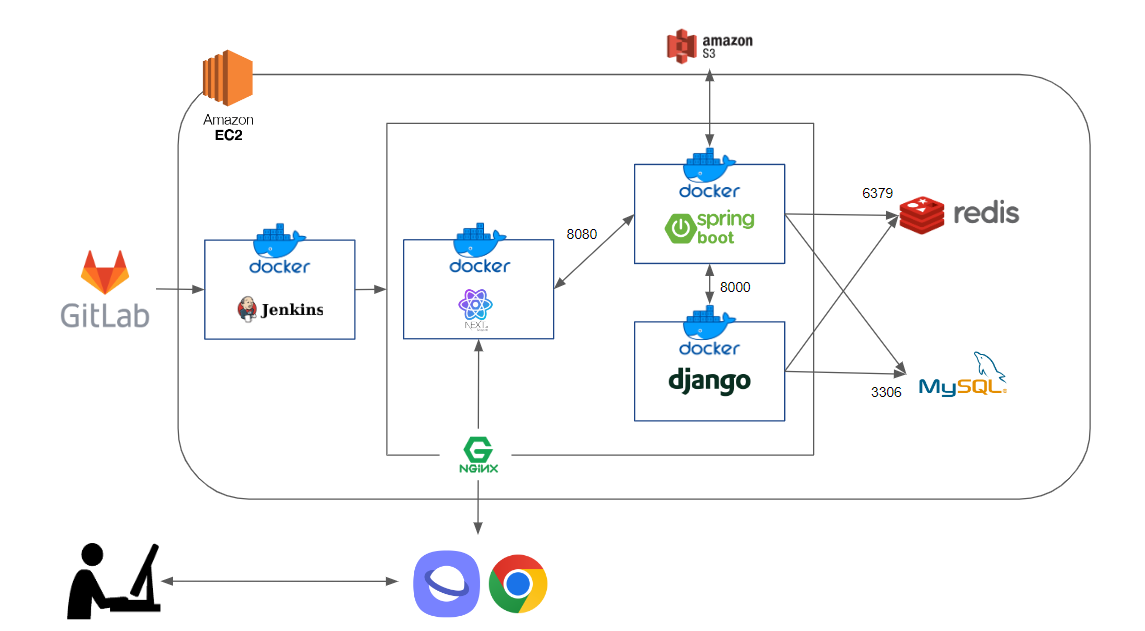 amazon
S3
Amazon
EC2
docker
spring
boot
6379
redis
8080
docker
Jenkins
docker
NEXT
GitLab
8000
docker
django
3306
MySQL
NGiNX